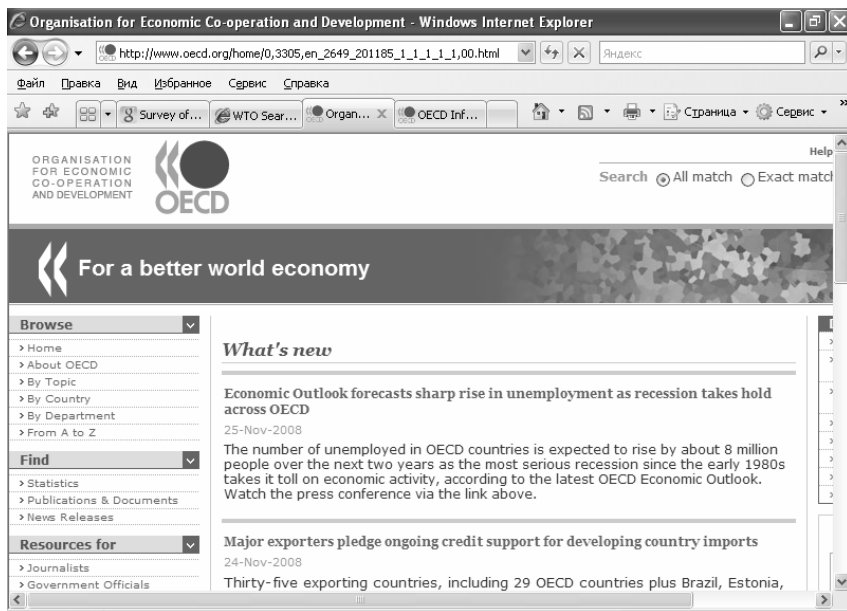 Organisation for Economic Co-operation and Development - Windows Internet Explorer
http://www.oecd.org/home/0,3305,en_2649_201185_1_1_1_1_1,00.html
Яндекс
Файл Правка Вид Избранное Сервис Справка
Survey of... WTO Sear... Organ... OECD Inf... Страница Сервис
Help
ORGANISATION
FOR ECONOMIC
CO-OPERATION
AND DEVELOPMENT
OECD
Search All match Exact match
For a better world economy
Browse
Home
About OECD
By Topic
By Country
By Department
From A to Z
Find
Statistics
Publications & Documents
News Releases
Resources for
Journalists
Government Officials
What's new
Economic Outlook forecasts sharp rise in unemployment as recession takes hold
across OECD
25-Nov-2008
The number of unemployed in OECD countries is expected to rise by about 8 million
people over the next two years as the most serious recession since the early 1980s
takes it toll on economic activity, according to the latest OECD Economic Outlook.
Watch the press conference via the link above.
Major exporters pledge ongoing credit support for developing country imports
24-Nov-2008
Thirty-five exporting countries, including 29 OECD countries plus Brazil, Estonia,